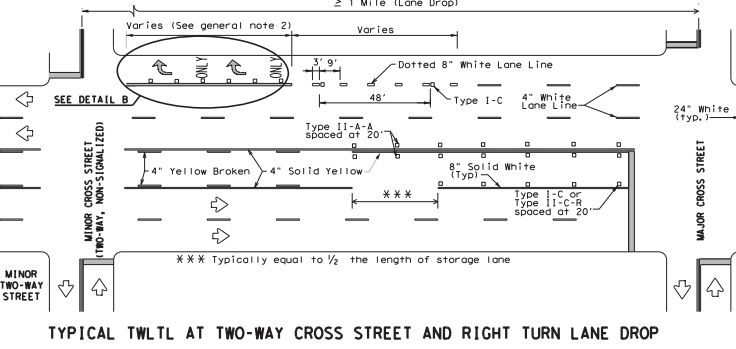 ≥ 1 Mile (Lane Drop)
Varies (See general note 2)
Varies
ONLY
ONLY
3' 9'
Dotted 8" White Lane Line
SEE DETAIL B
48'
Type I-C
4" White
Lane Line
24" White
(typ.)
Type II-A-A
spaced at 20'
4" Yellow Broken
4" Solid Yellow
8" Solid White
(Typ)
***
Type I-C or
Type II-C-R
spaced at 20'
MINOR CROSS STREET
(TWO-WAY, NON-SIGNALIZED)
MAJOR CROSS STREET
*** Typically equal to ½ the length of storage lane
MINOR
TWO-WAY
STREET
TYPICAL TWLTL AT TWO-WAY CROSS STREET AND RIGHT TURN LANE DROP